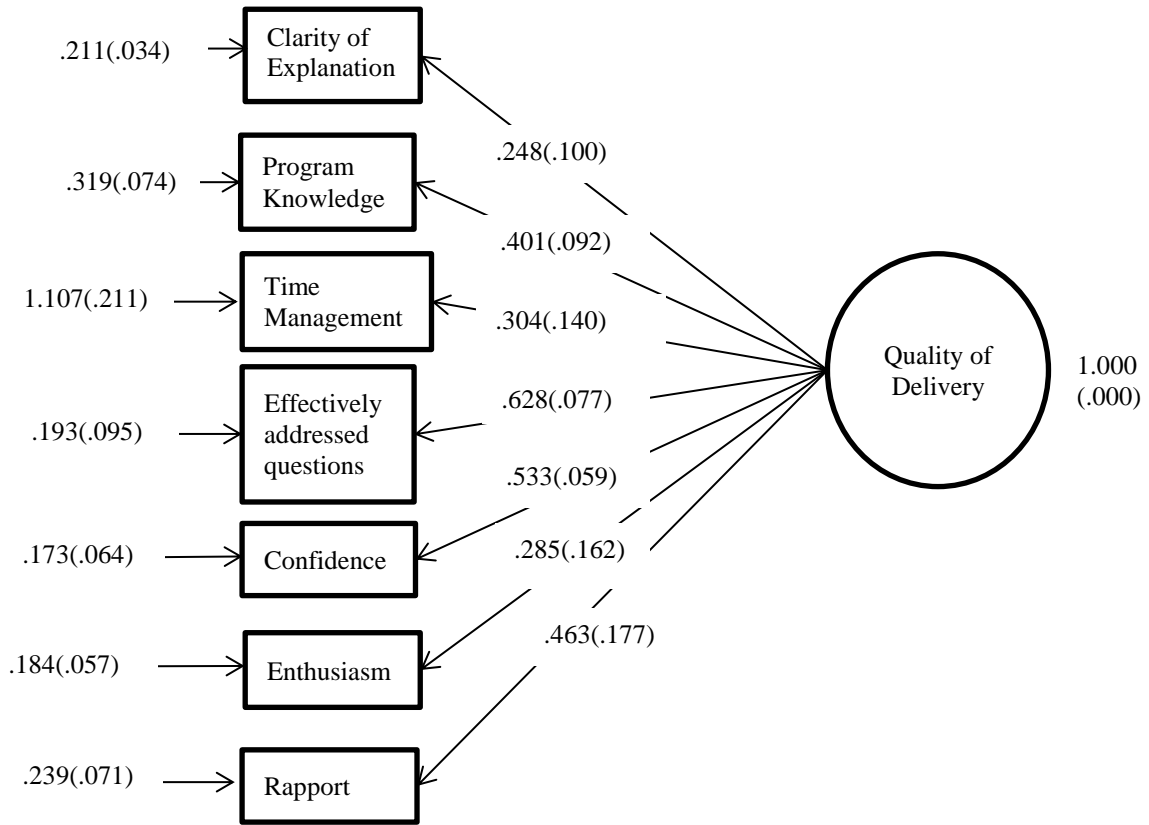 .211(.034)
Clarity of
Explanation
.248(.100)
.319(.074)
Program
Knowledge
.401(.092)
1.107(.211)
Time
Management
.304(.140)
Quality of
Delivery
1.000
(.000)
.193(.095)
Effectively
addressed
questions
.628(.077)
.533(.059)
.173(.064)
Confidence
.285(.162)
.184(.057)
Enthusiasm
.463(.177)
.239(.071)
Rapport